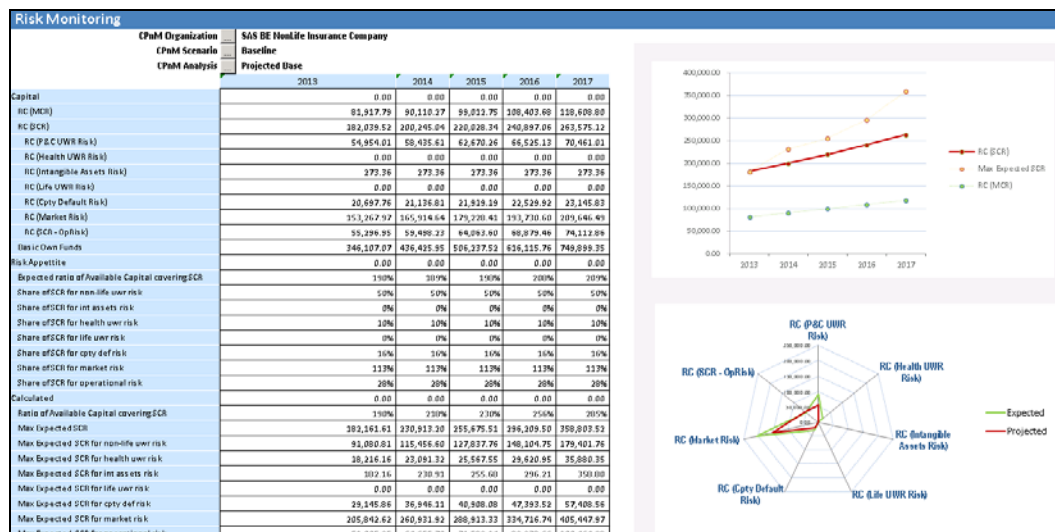 Risk Monitoring
CPnM Organization ... SAS BE NonLife Insurance Company
CPnM Scenario ... Baseline
CPnM Analysis ... Projected Base
2013 2014 2015 2016 2017
Capital 0.00 0.00 0.00 0.00 0.00
RC (MCR) 81,917.79 90,110.27 99,012.75 108,403.68 118,608.80
RC (SCR) 182,039.52 200,245.04 220,028.34 240,897.06 263,575.12
RC (P&C UWR Risk) 54,954.01 58,435.61 62,670.26 66,525.13 70,461.01
RC (Health UWR Risk) 0.00 0.00 0.00 0.00 0.00
RC (Intangible Assets Risk) 273.36 273.36 273.36 273.36 273.36
RC (Life UWR Risk) 0.00 0.00 0.00 0.00 0.00
RC (Cpty Default Risk) 20,697.76 21,136.81 21,919.19 22,529.92 23,145.83
RC (Market Risk) 153,267.97 165,914.64 179,220.41 193,730.60 209,646.49
RC (SCR - OpRisk) 55,296.95 59,498.23 64,063.60 68,879.46 74,112.86
Basic Own Funds 346,107.07 436,425.95 506,237.52 616,115.76 749,899.35
Risk Appettite 0.00 0.00 0.00 0.00 0.00
Expected ratio of Available Capital covering SCR 190% 189% 198% 208% 209%
Share of SCR for non-life uwr risk 50% 50% 50% 50% 50%
Share of SCR for int assets risk 0% 0% 0% 0% 0%
Share of SCR for health uwr risk 10% 10% 10% 10% 10%
Share of SCR for life uwr risk 0% 0% 0% 0% 0%
Share of SCR for cpty def risk 16% 16% 16% 16% 16%
Share of SCR for market risk 113% 113% 113% 113% 113%
Share of SCR for operational risk 28% 28% 28% 28% 28%
Calculated 0.00 0.00 0.00 0.00 0.00
Ratio of Available Capital covering SCR 190% 230% 256% 285%
Max Expected SCR 182,161.61 230,913.20 255,675.51 296,209.50 358,803.52
Max Expected SCR for non-life uwr risk 91,080.81 115,456.60 127,837.76 148,104.75 179,401.76
Max Expected SCR for health uwr risk 18,216.16 23,091.32 25,567.55 29,620.95 35,880.35
Max Expected SCR for int assets risk 182.16 230.91 255.68 296.21 358.80
Max Expected SCR for life uwr risk 0.00 0.00 0.00 0.00 0.00
Max Expected SCR for cpty def risk 29,145.86 36,946.11 40,908.08 47,393.52 57,408.56
Max Expected SCR for market risk 205,842.62 260,931.92 288,913.33 334,716.74 405,447.97
400,000.00
350,000.00
300,000.00
250,000.00
200,000.00
150,000.00
100,000.00
50,000.00
0.00
2013 2014 2015 2016 2017
RC (SCR)
Max Expected SCR
RC (MCR)
RC (P&C UWR
Risk)
RC (Health UWR
Risk)
RC (Intangible
Assets Risk)
RC (Life UWR Risk)
RC (Cpty Default
Risk)
RC (Market Risk)
RC (SCR - OpRisk)
Expected
Projected